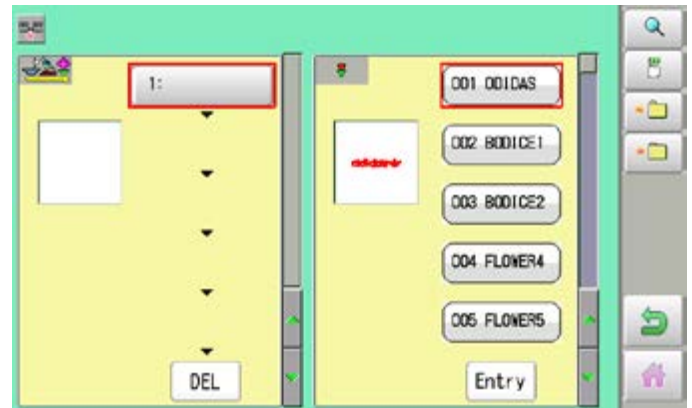 1:
DEL
001 ODIDAS
002 BODICE1
003 BODICE2
004 FLOWER4
005 FLOWER5
Entry